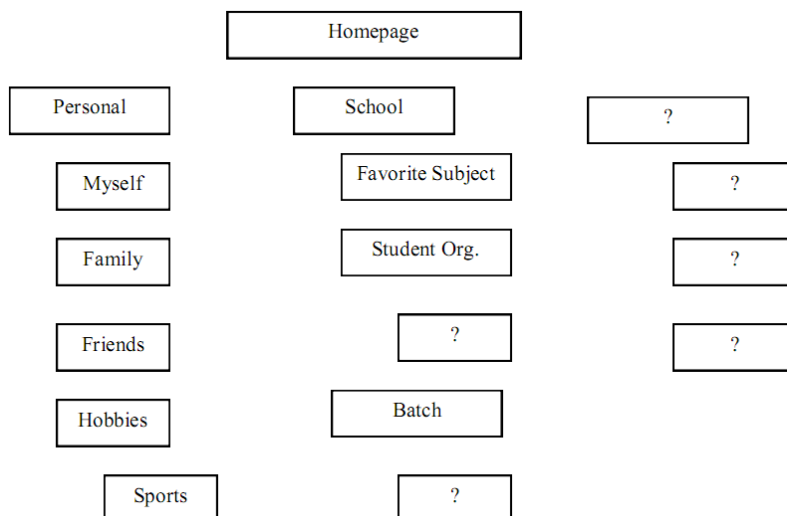 Homepage
Personal
School
?
Myself
Favorite Subject
?
Family
Student Org.
?
Friends
?
?
Hobbies
Batch
Sports
?